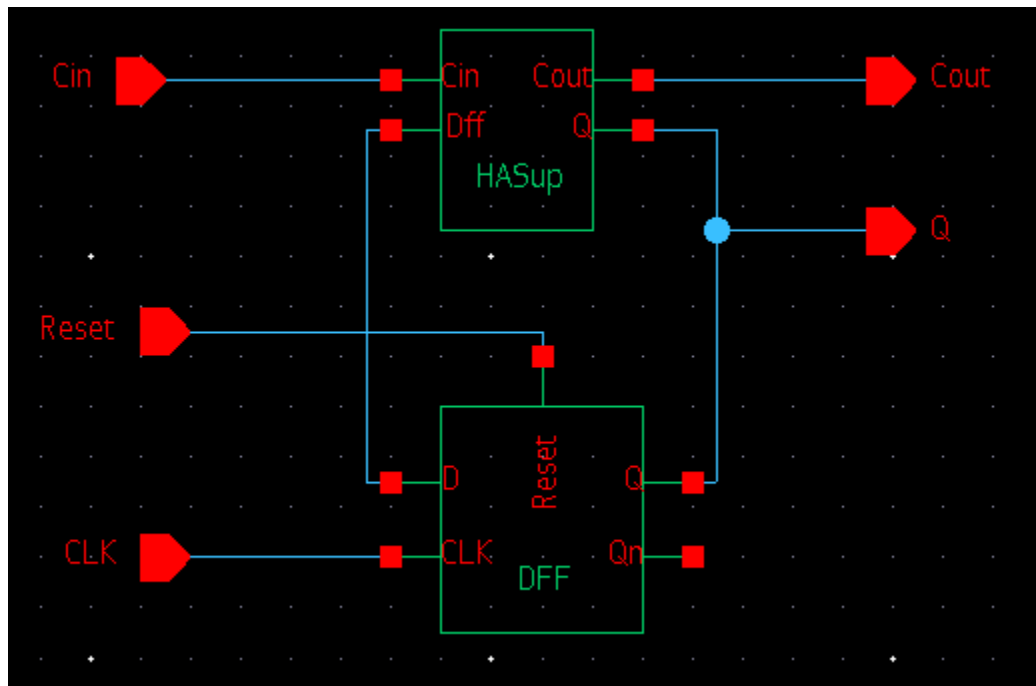 Cin
Cin
Cout
Cout
Dff
Q
HASup
Q
Reset
Reset
D
Q
CLK
CLK
Qn
DFF